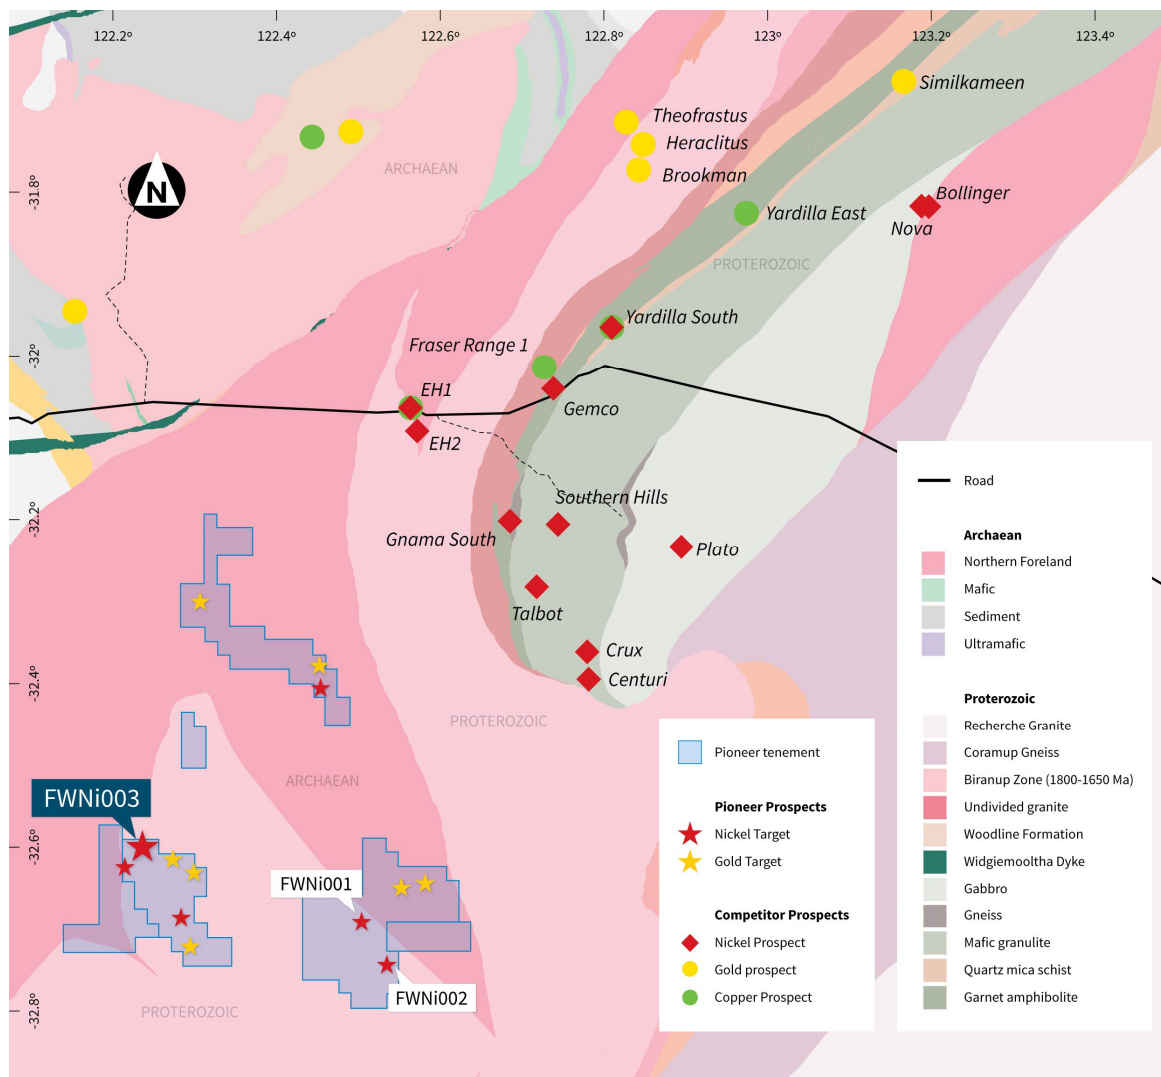 122.2º
122.4º
122.6º
122.8º
123º
123.2º
123.4º
Similkameen
Theofrastus
Heraclitus
ARCHAEAN
Brookman
-31.8º
N
Bollinger
Yardilla East
Nova
PROTEROZOIC
Yardilla South
Fraser Range 1
-32º
EH1
Gemco
EH2
Road
Southern Hills
-32.2º
Gnama South
Plato
Archaean
Northern Foreland
Mafic
Sediment
Ultramafic
Talbot
Crux
Centuri
-32.4º
PROTEROZOIC
Proterozoic
Recherche Granite
Coramup Gneiss
Biranup Zone (1800-1650 Ma)
Undivided granite
Woodline Formation
Widgiemooltha Dyke
Gabbro
Gneiss
Mafic granulite
Quartz mica schist
Garnet amphibolite
Pioneer tenement
Pioneer Prospects
Nickel Target
Gold Target
Competitor Prospects
Nickel Prospect
Gold prospect
Copper Prospect
ARCHAEAN
FWNi003
-32.6º
FWNi001
FWNi002
-32.8º
PROTEROZOIC